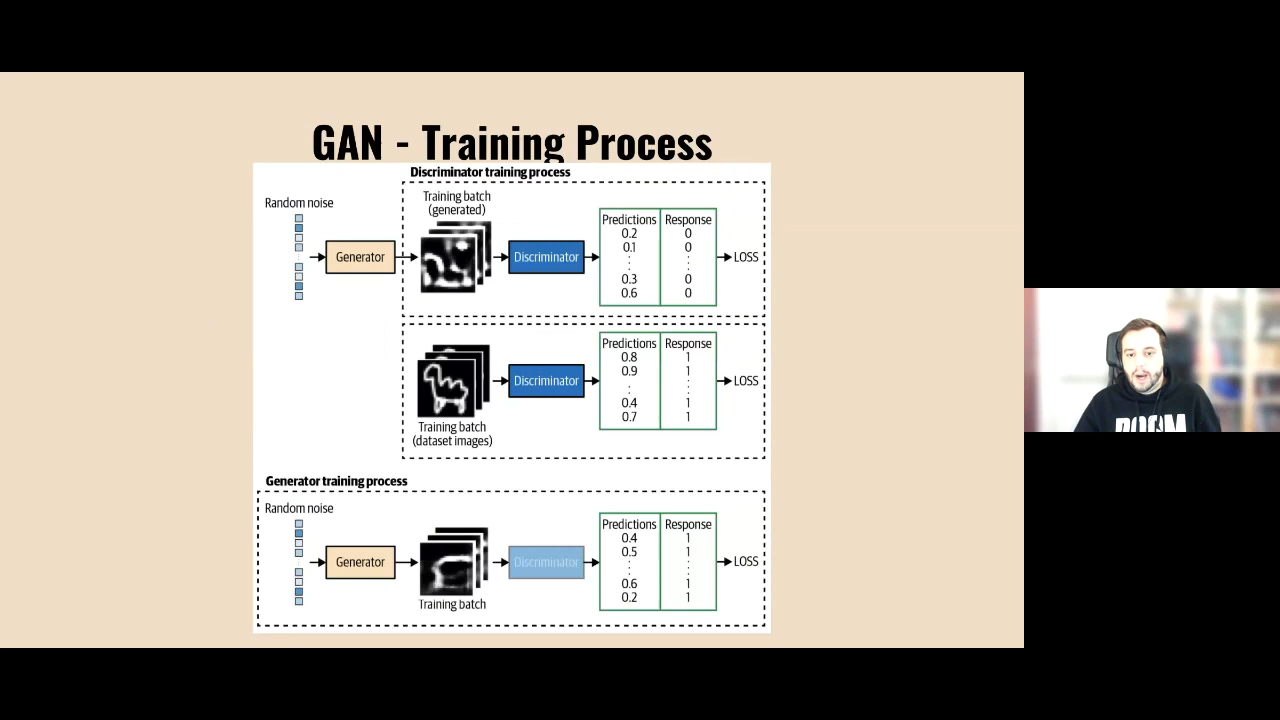 GAN - Training Process
Discriminator training process
Random noise
Generator
Training batch
(generated)
Discriminator
Predictions Response
0.2 0
0.1 0
0.3 0
0.6 0
LOSS
Training batch
(dataset images)
Discriminator
Predictions Response
0.8 1
0.9 1
0.4 1
0.7 1
LOSS
Generator training process
Random noise
Generator
Training batch
Discriminator
Predictions Response
0.4 1
0.5 1
0.6 1
0.2 1
LOSS